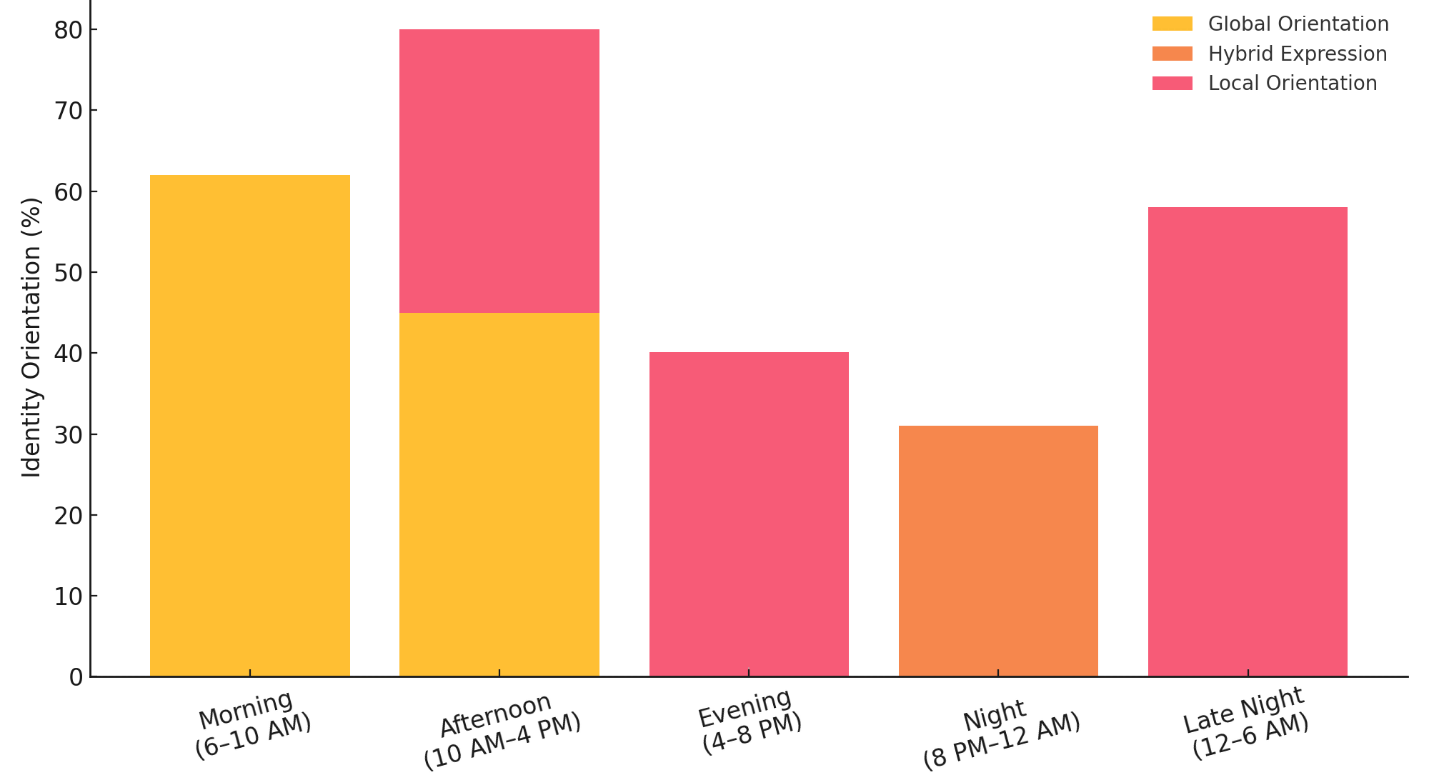 Global Orientation
Hybrid Expression
Local Orientation
Identity Orientation (%)
80
70
60
50
40
30
20
10
0
Morning
(6–10 AM)
Afternoon
(10 AM–4 PM)
Evening
(4–8 PM)
Night
(8 PM–12 AM)
Late Night
(12–6 AM)